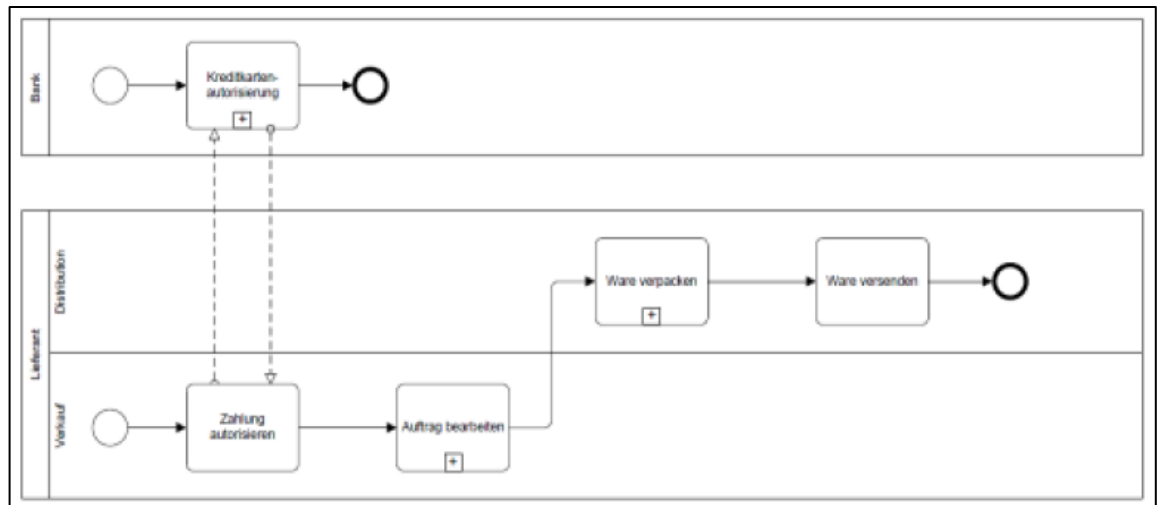 Bank
Kreditkarten-
autorisierung
Lieferant
Distribution
Ware verpacken
Ware versenden
Verkauf
Zahlung
autorisieren
Auftrag bearbeiten